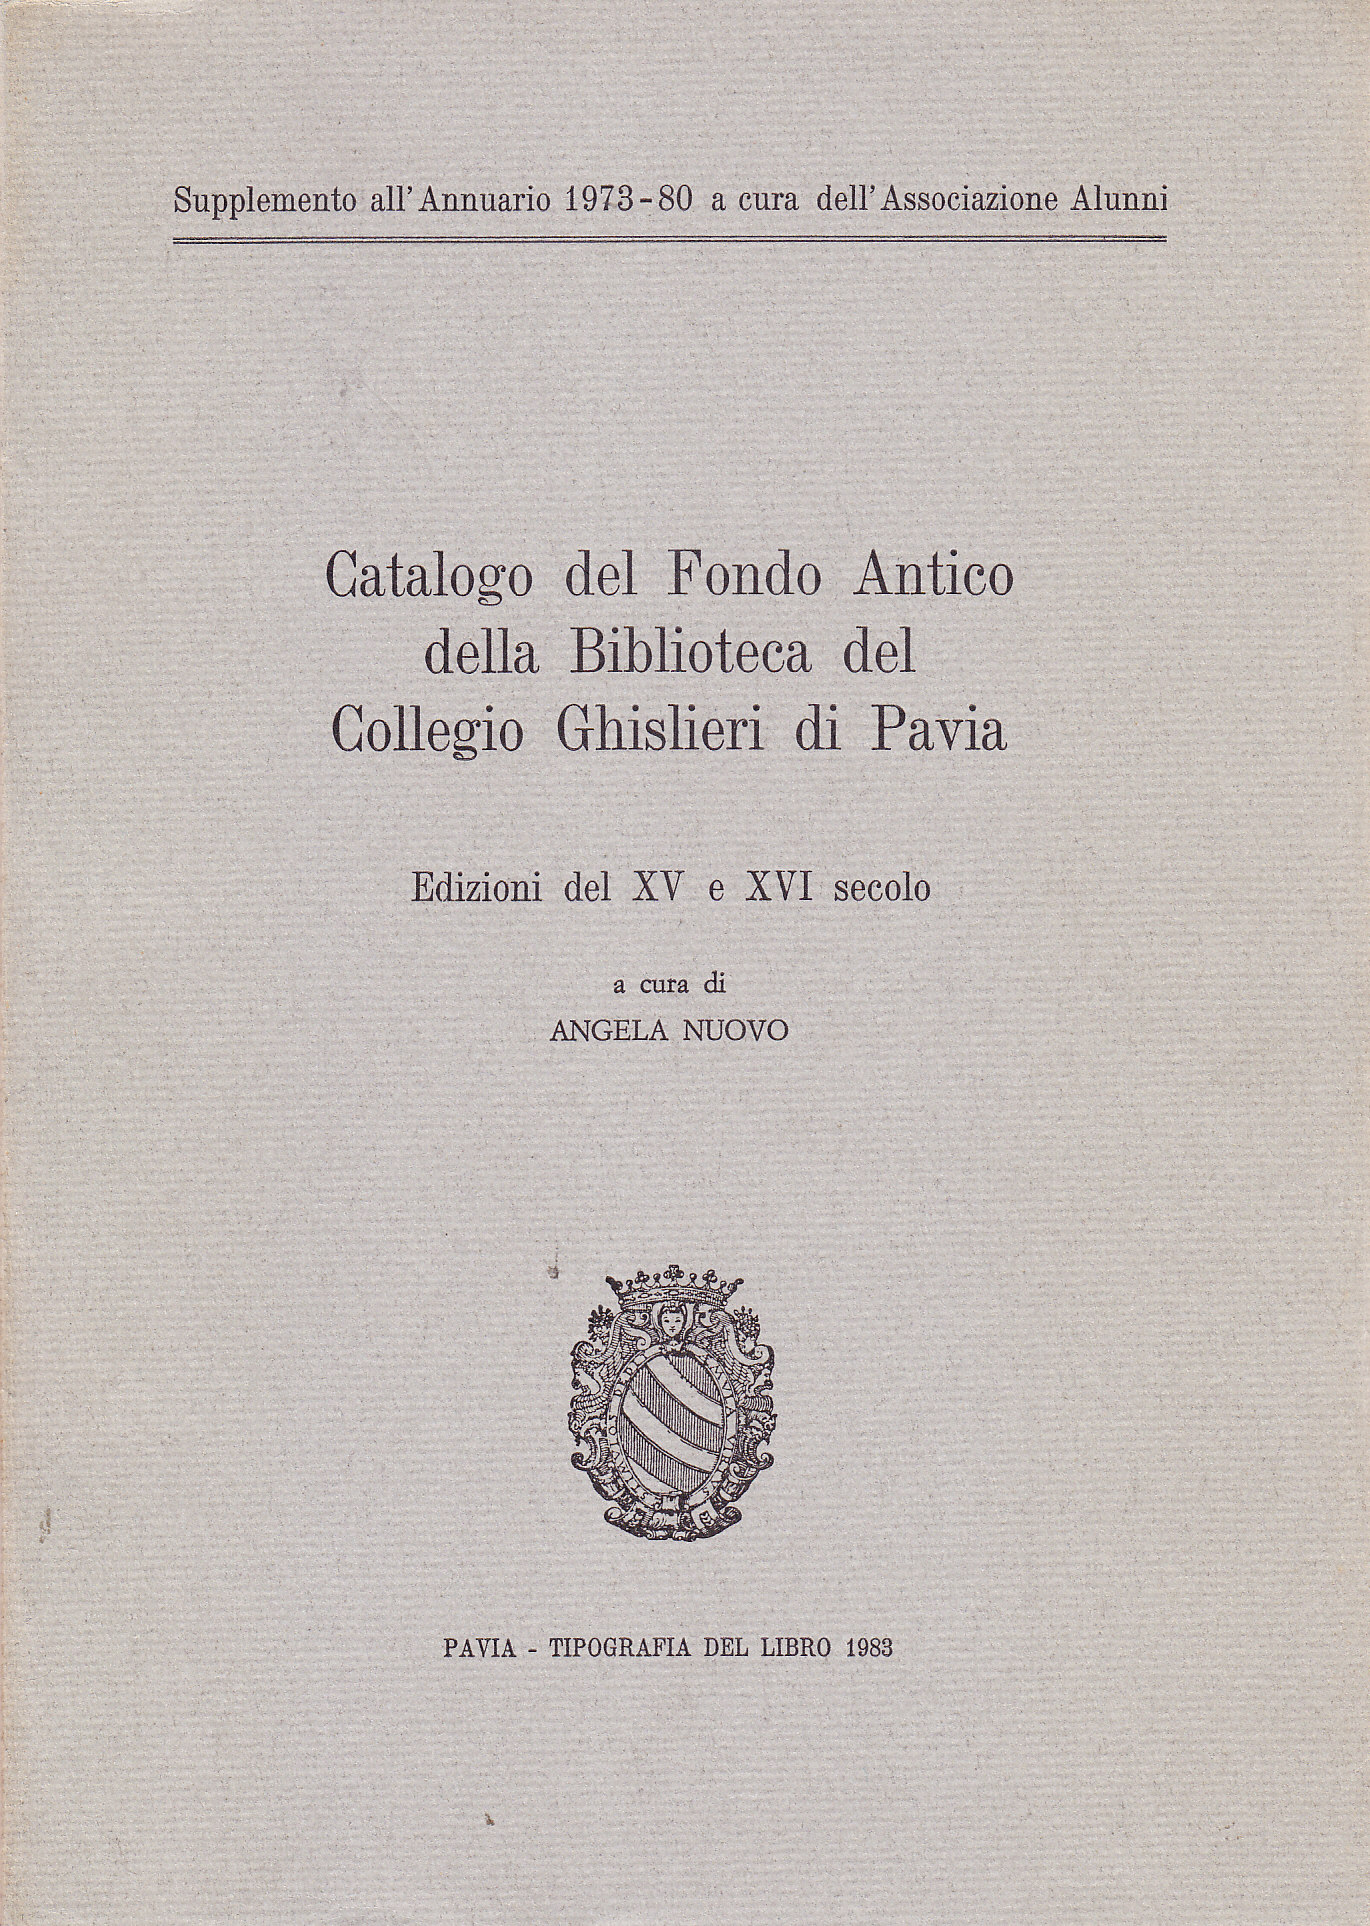 Supplemento all'Annuario 1973-80 a cura dell'Associazione Alunni
Catalogo del Fondo Antico
della Biblioteca del
Collegio Ghislieri di Pavia
Edizioni del XV e XVI secolo
a cura di
ANGELA NUOVO
PAVIA - TIPOGRAFIA DEL LIBRO 1983